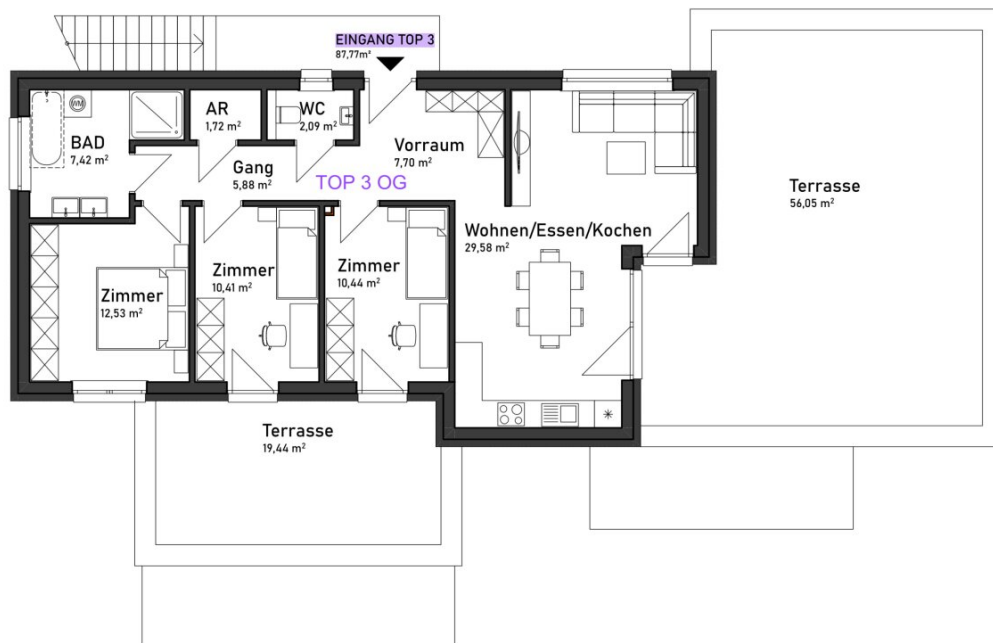 EINGANG TOP 3
87,77m²
WM
BAD
7,42 m²
AR
1,72 m²
WC
2,09 m²
Vorraum
7,70 m²
Gang
5,88 m²
TOP 3 OG
Terrasse
56,05 m²
Wohnen/Essen/Kochen
29,58 m²
Zimmer
12,53 m²
Zimmer
10,41 m²
Zimmer
10,44 m²
Terrasse
19,44 m²